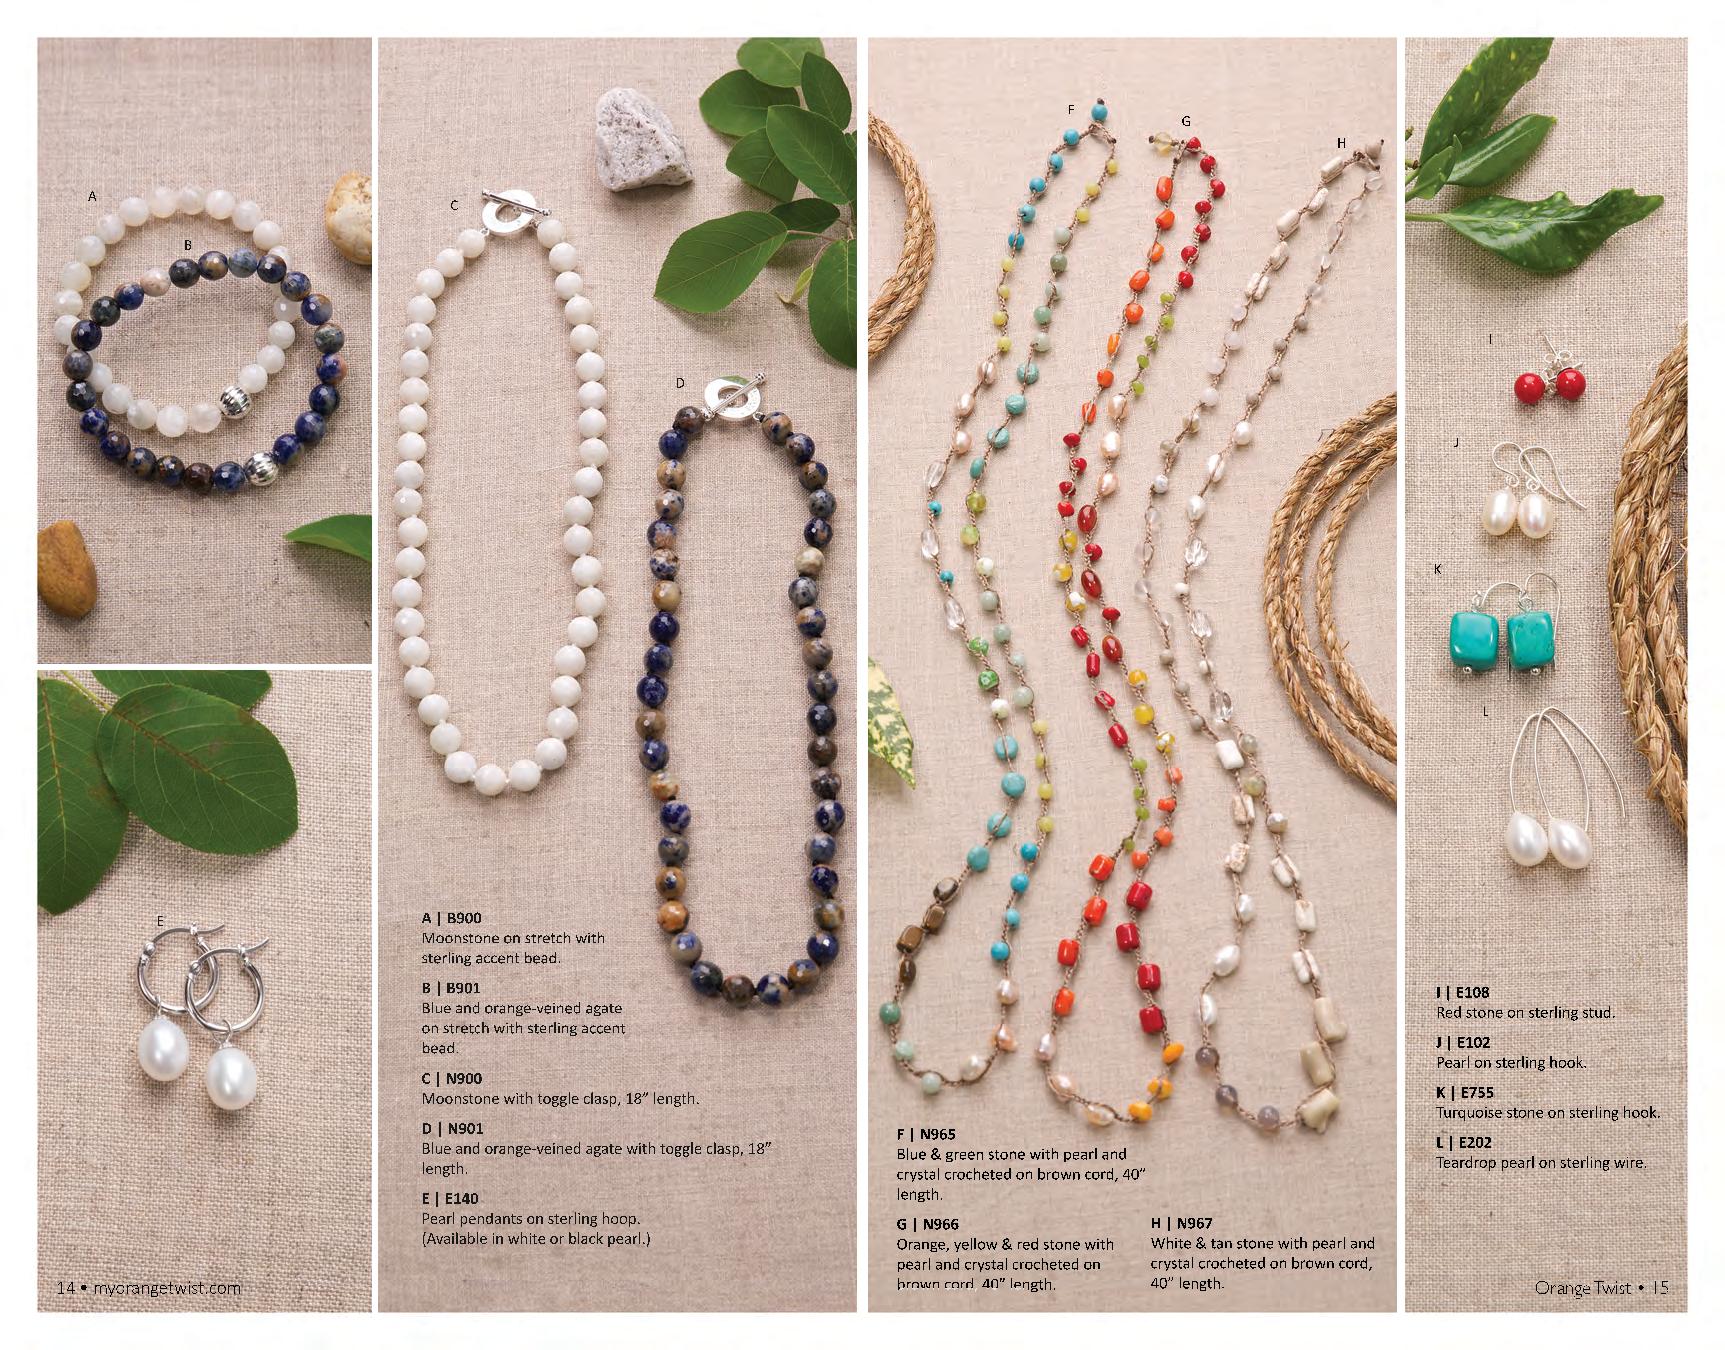 A
B
C
D
E
A | B900
Moonstone on stretch with
sterling accent bead.
B | B901
Blue and orange-veined agate
on stretch with sterling accent
bead.
C | N900
Moonstone with toggle clasp, 18” length.
D | N901
Blue and orange-veined agate with toggle clasp, 18”
length.
E | E140
Pearl pendants on sterling hoop.
(Available in white or black pearl.)
14 • myorangetwist.com
F
G
H
F | N965
Blue & green stone with pearl and
crystal crocheted on brown cord, 40”
length.
G | N966
Orange, yellow & red stone with
pearl and crystal crocheted on
brown cord, 40” length.
H | N967
White & tan stone with pearl and
crystal crocheted on brown cord,
40” length.
I
J
K
L
I | E108
Red stone on sterling stud.
J | E102
Pearl on sterling hook.
K | E755
Turquoise stone on sterling hook.
L | E202
Teardrop pearl on sterling wire.
Orange Twist • 15